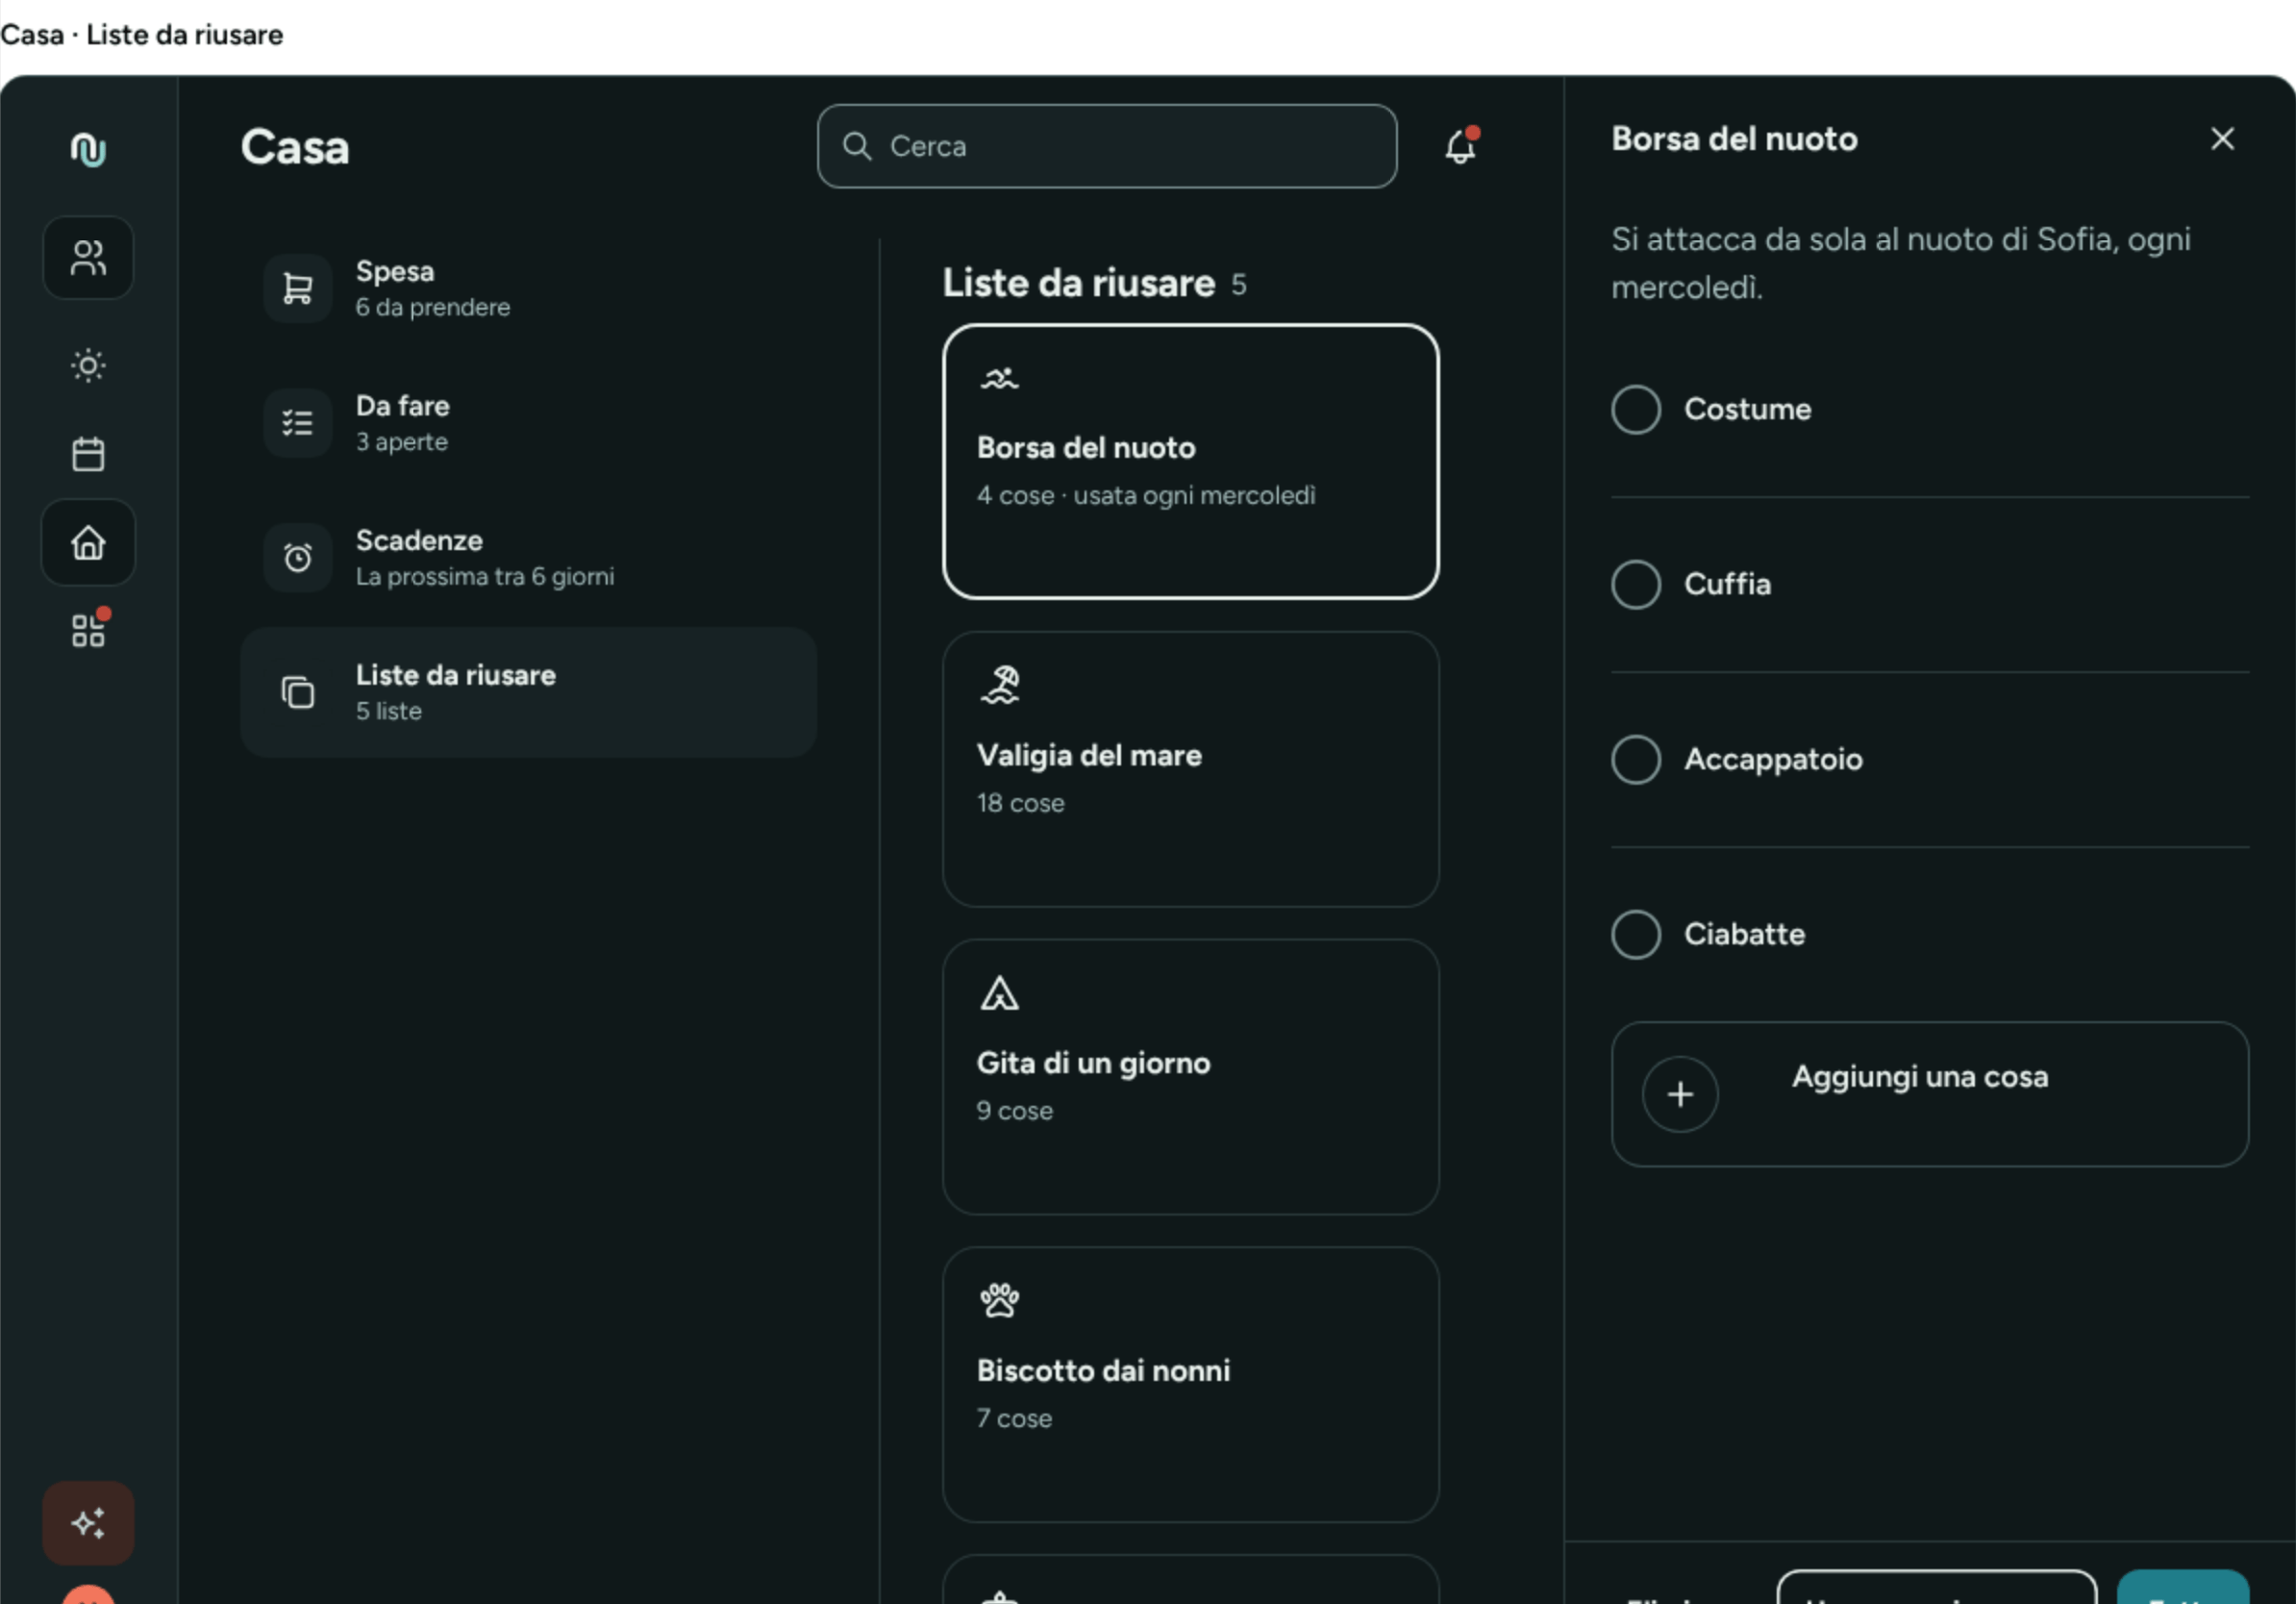 Casa · Liste da riusare
Casa
Cerca
Spesa
6 da prendere
Da fare
3 aperte
Scadenze
La prossima tra 6 giorni
Liste da riusare
5 liste
Liste da riusare 5
Borsa del nuoto
4 cose · usata ogni mercoledì
Valigia del mare
18 cose
Gita di un giorno
9 cose
Biscotto dai nonni
7 cose
Borsa del nuoto
Si attacca da sola al nuoto di Sofia, ogni
mercoledì.
Costume
Cuffia
Accappatoio
Ciabatte
Aggiungi una cosa